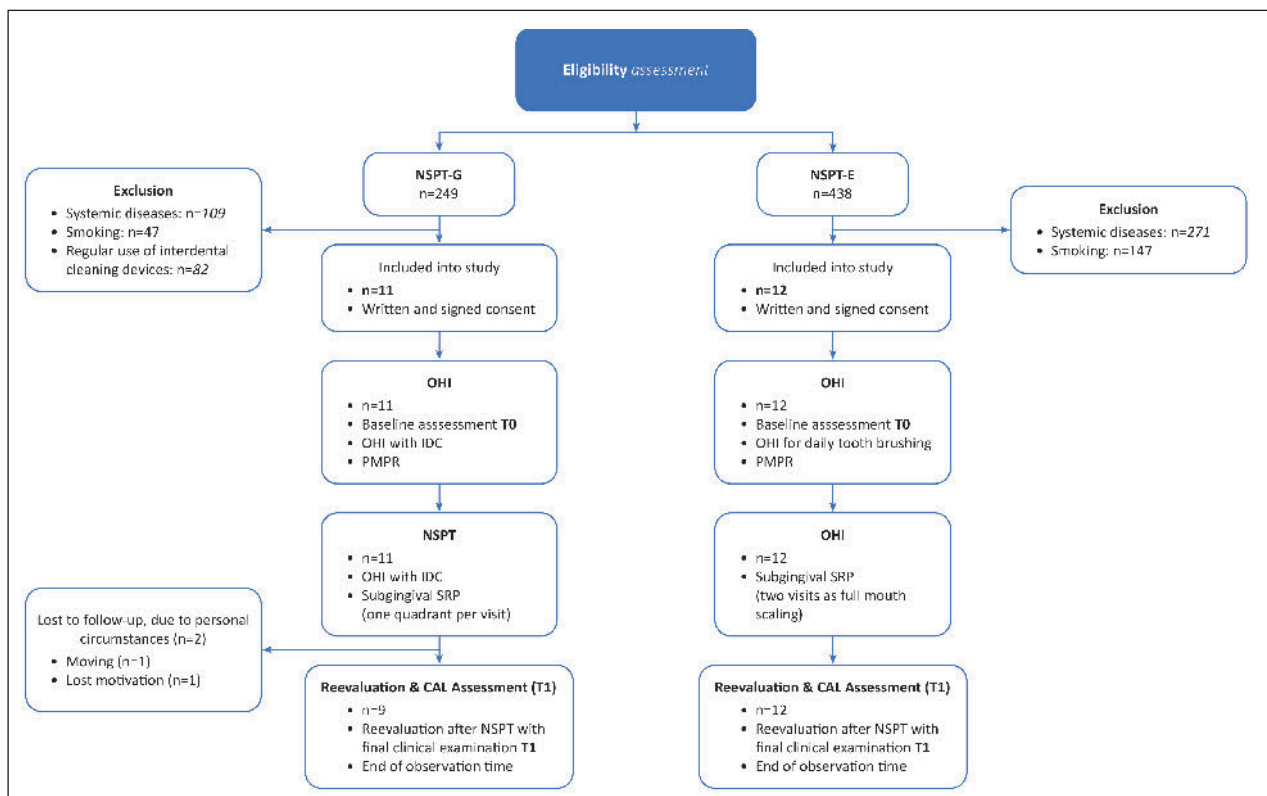 Eligibility assessment
NSPT-G
n=249
NSPT-E
n=438
Exclusion
• Systemic diseases: n=109
• Smoking: n=47
• Regular use of interdental
cleaning devices: n=82
Exclusion
• Systemic diseases: n=271
• Smoking: n=147
Included into study
• n=11
• Written and signed consent
Included into study
• n=12
• Written and signed consent
OHI
• n=11
• Baseline asssessment T0
• OHI with IDC
• PMPR
OHI
• n=12
• Baseline asssessment T0
• OHI for daily tooth brushing
• PMPR
NSPT
• n=11
• OHI with IDC
• Subgingival SRP
(one quadrant per visit)
OHI
• n=12
• Subgingival SRP
(two visits as full mouth
scaling)
Lost to follow-up, due to personal
circumstances (n=2)
• Moving (n=1)
• Lost motivation (n=1)
Reevaluation & CAL Assessment (T1)
• n=9
• Reevaluation after NSPT with
final clinical examination T1
• End of observation time
Reevaluation & CAL Assessment (T1)
• n=12
• Reevaluation after NSPT with
final clinical examination T1
• End of observation time